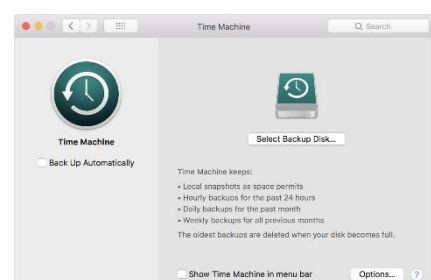 Time Machine
Search
Time Machine
Back Up Automatically
Select Backup Disk...
Time Machine keeps:
• Local snapshots as space permits
• Hourly backups for the past 24 hours
• Daily backups for the past month
• Weekly backups for all previous months
The oldest backups are deleted when your disk becomes full.
Show Time Machine in menu bar
Options...
?